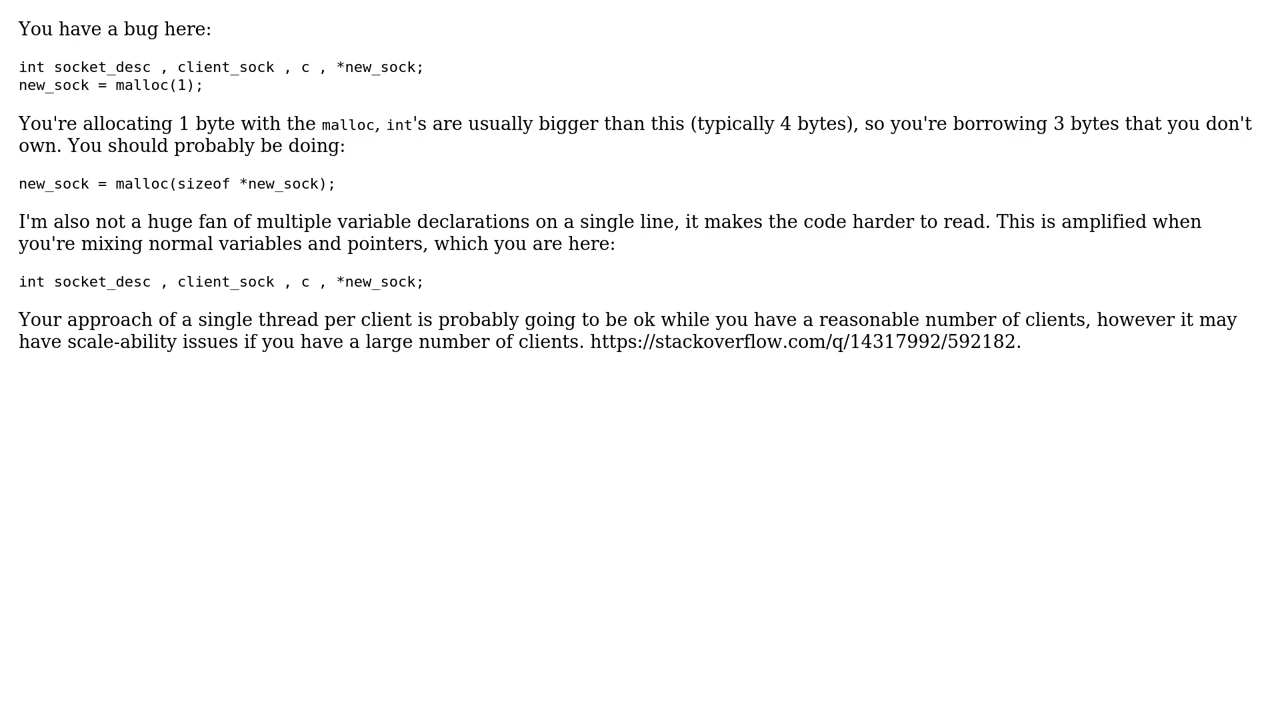 You have a bug here:
int socket_desc , client_sock , c , *new_sock;
new_sock = malloc(1);
You're allocating 1 byte with the malloc, int's are usually bigger than this (typically 4 bytes), so you're borrowing 3 bytes that you don't
own. You should probably be doing:
new_sock = malloc(sizeof *new_sock);
I'm also not a huge fan of multiple variable declarations on a single line, it makes the code harder to read. This is amplified when
you're mixing normal variables and pointers, which you are here:
int socket_desc , client_sock , c , *new_sock;
Your approach of a single thread per client is probably going to be ok while you have a reasonable number of clients, however it may
have scale-ability issues if you have a large number of clients. https://stackoverflow.com/q/14317992/592182.